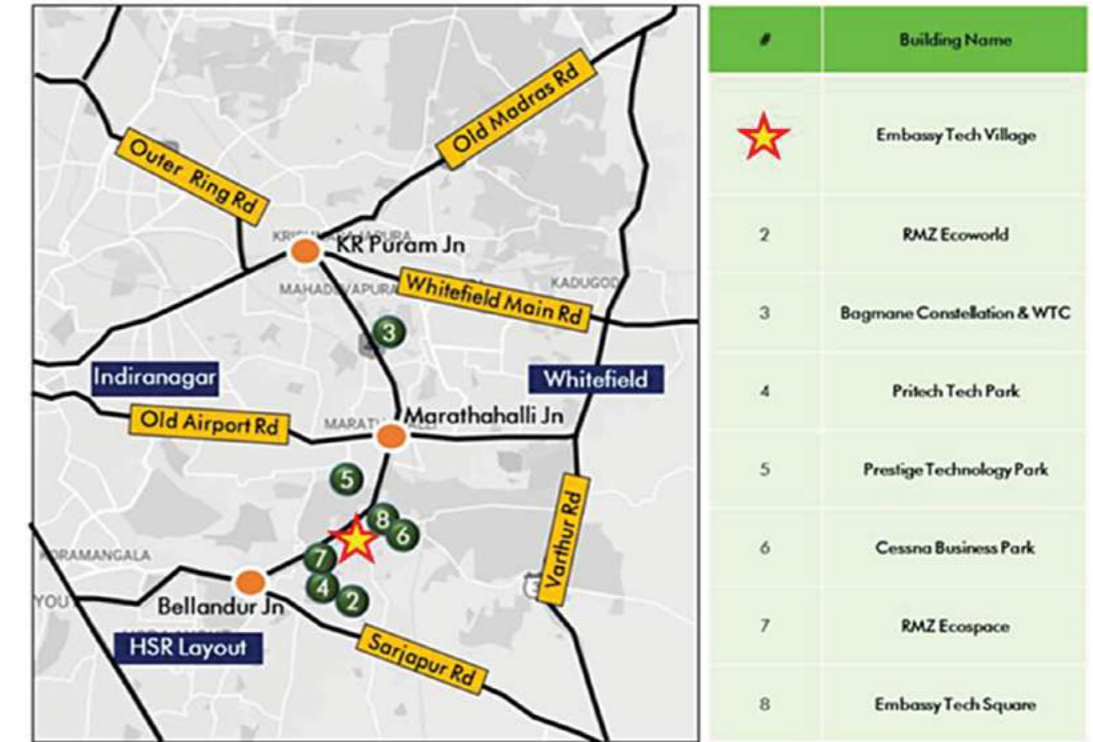 Old Madras Rd
Outer Ring Rd
KR Puram Jn
MAHADEVAPURA
Whitefield Main Rd
3
Indiranagar
Whitefield
Old Airport Rd
Marathahalli Jn
5
8
6
7
4
2
KORAMANGALA
Bellandur Jn
Varthur Rd
HSR Layout
Sarjapur Rd
# Building Name
Embassy Tech Village
2 RMZ Ecoworld
3 Bagmane Constellation & WTC
4 Pritech Tech Park
5 Prestige Technology Park
6 Cessna Business Park
7 RMZ Ecospace
8 Embassy Tech Square